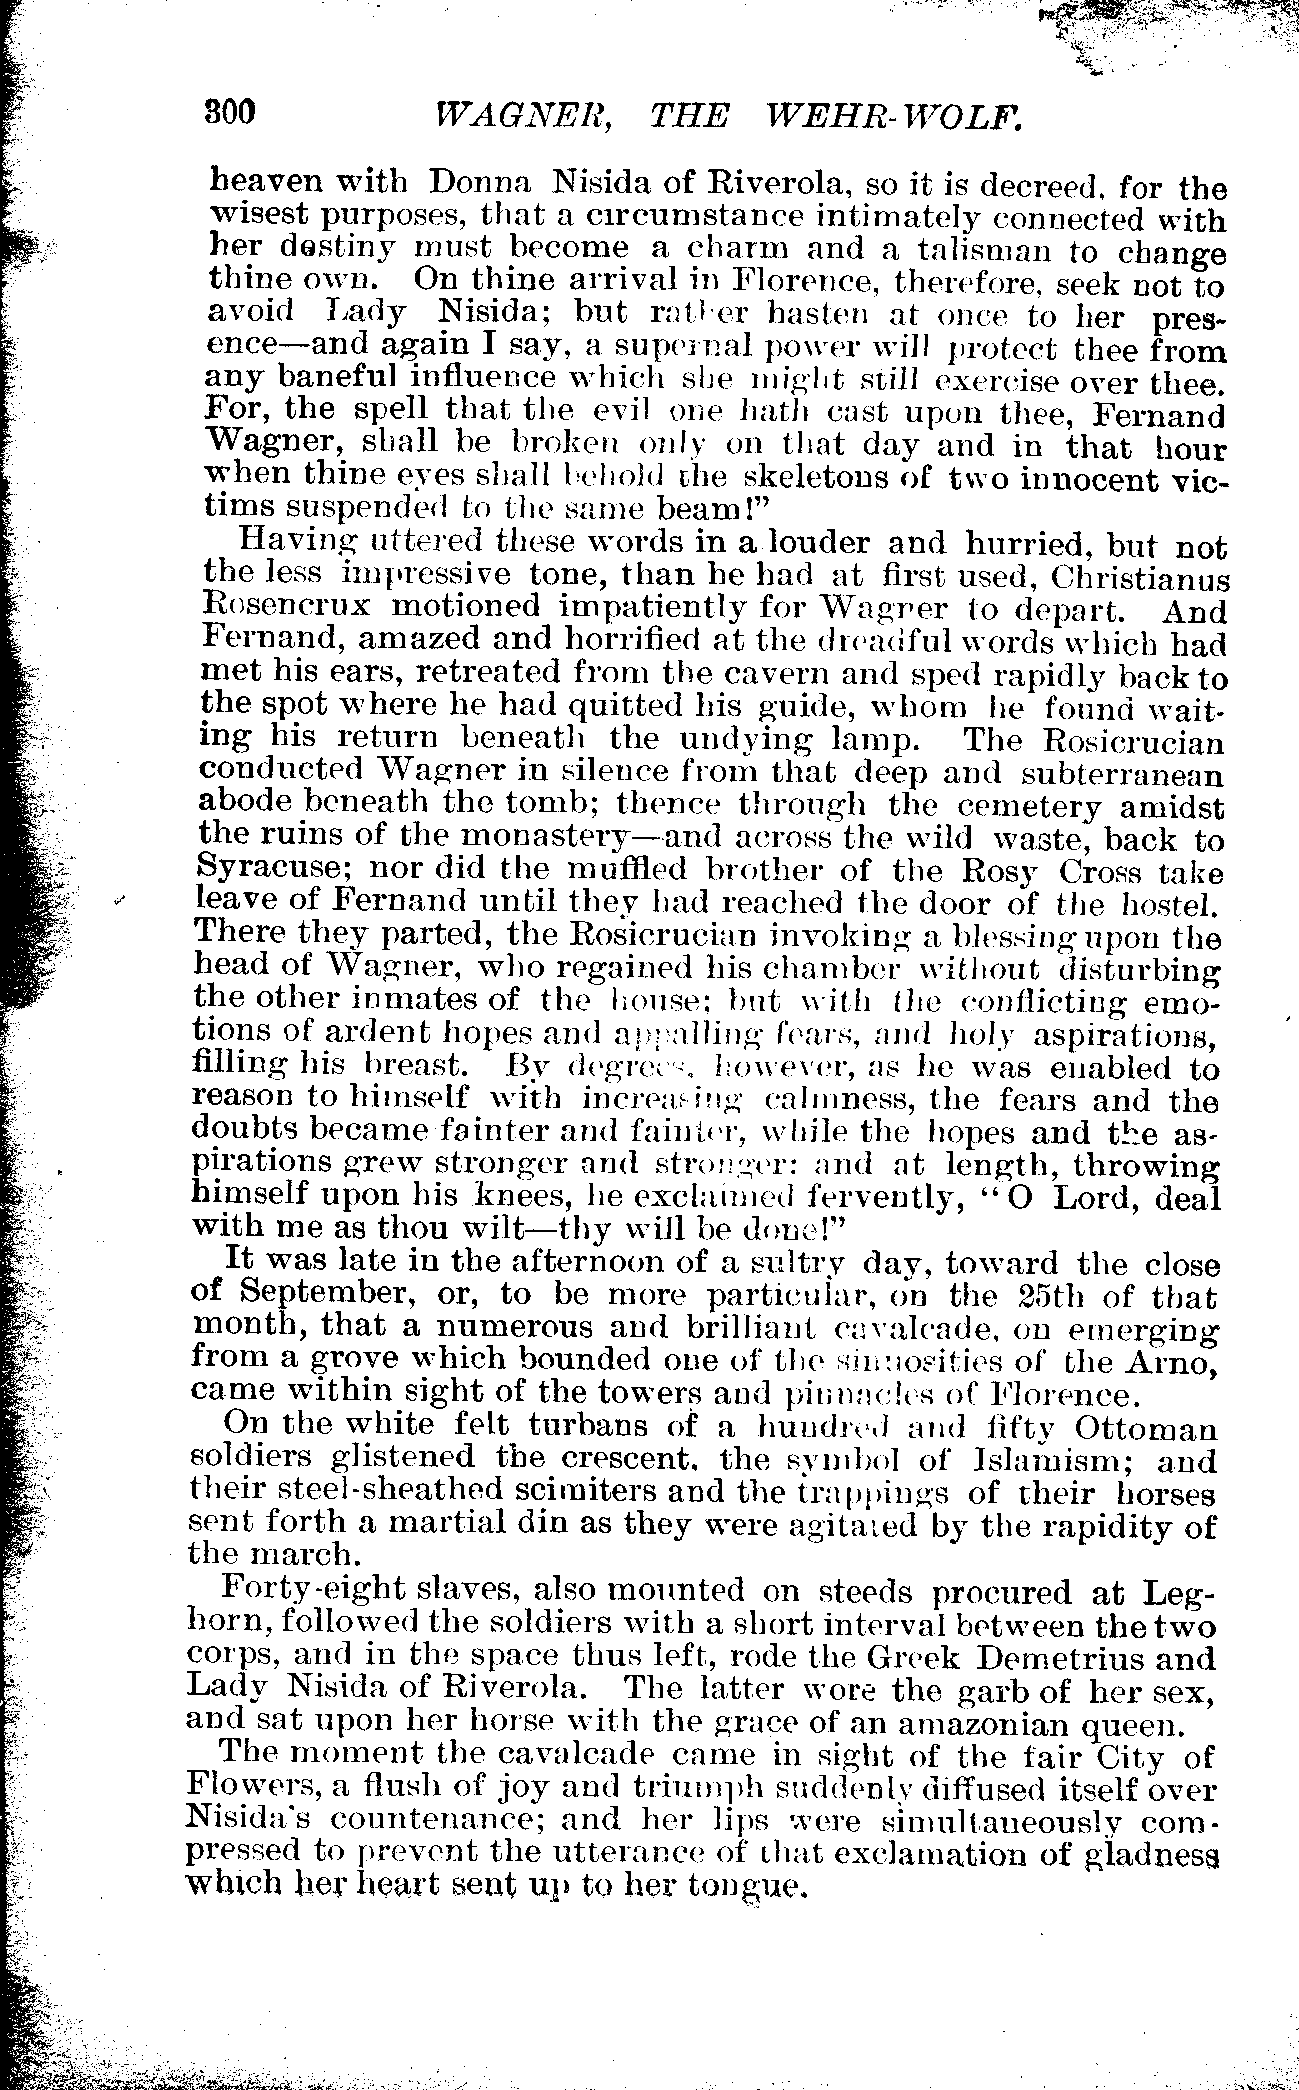 300 WAGNER, THE WEHR-WOLF.
heaven with Donna Nisida of Riverola, so it is decreed, for the
wisest purposes, that a circumstance intimately connected with
her destiny must become a charm and a talisman to change
thine own. On thine arrival in Florence, therefore, seek not to
avoid Lady Nisida; but rather hasten at once to her pres-
ence—and again I say, a supernal power will protect thee from
any baneful influence which she might still exercise over thee.
For, the spell that the evil one hath cast upon thee, Fernand
Wagner, shall be broken only on that day and in that hour
when thine eyes shall behold the skeletons of two innocent vic-
tims suspended to the same beam!"
Having uttered these words in a louder and hurried, but not
the less impressive tone, than he had at first used, Christianus
Rosencrux motioned impatiently for Wagner to depart. And
Fernand, amazed and horrified at the dreadful words which had
met his ears, retreated from the cavern and sped rapidly back to
the spot where he had quitted his guide, whom he found wait-
ing his return beneath the undying lamp. The Rosicrucian
conducted Wagner in silence from that deep and subterranean
abode beneath the tomb; thence through the cemetery amidst
the ruins of the monastery—and across the wild waste, back to
Syracuse; nor did the muffled brother of the Rosy Cross take
leave of Fernand until they had reached the door of the hostel.
There they parted, the Rosicrucian invoking a blessing upon the
head of Wagner, who regained his chamber without disturbing
the other inmates of the house; but with the conflicting emo-
tions of ardent hopes and appalling fears, and holy aspirations,
filling his breast. By degrees, however, as he was enabled to
reason to himself with increasing calmness, the fears and the
doubts became fainter and fainter, while the hopes and the as-
pirations grew stronger and stronger: and at length, throwing
himself upon his knees, he exclaimed fervently, "O Lord, deal
with me as thou wilt—thy will be done!"
It was late in the afternoon of a sultry day, toward the close
of September, or, to be more particular, on the 25th of that
month, that a numerous and brilliant cavalcade, on emerging
from a grove which bounded one of the sinuosities of the Arno,
came within sight of the towers and pinnacles of Florence.
On the white felt turbans of a hundred and fifty Ottoman
soldiers glistened the crescent, the symbol of Islamism; and
their steel-sheathed scimiters and the trappings of their horses
sent forth a martial din as they were agitated by the rapidity of
the march.
Forty-eight slaves, also mounted on steeds procured at Leg-
horn, followed the soldiers with a short interval between the two
corps, and in the space thus left, rode the Greek Demetrius and
Lady Nisida of Riverola. The latter wore the garb of her sex,
and sat upon her horse with the grace of an amazonian queen.
The moment the cavalcade came in sight of the fair City of
Flowers, a flush of joy and triumph suddenly diffused itself over
Nisida's countenance; and her lips were simultaneously com-
pressed to prevent the utterance of that exclamation of gladness
which her heart sent up to her tongue.